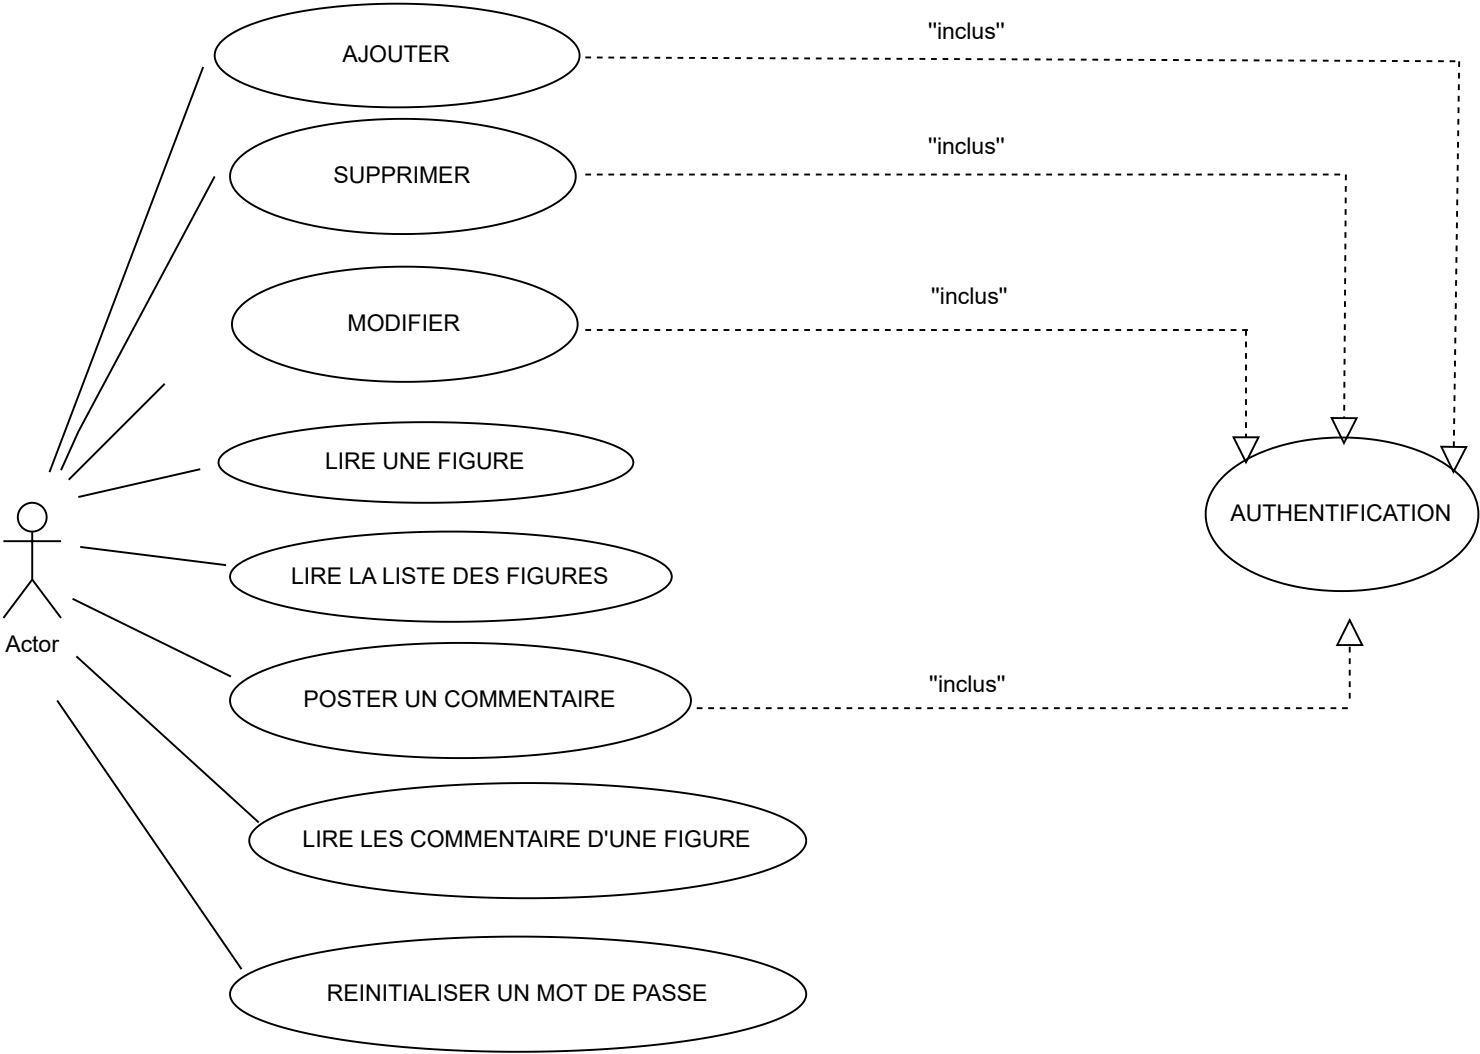 "inclus"
AJOUTER
"inclus"
SUPPRIMER
"inclus"
MODIFIER
LIRE UNE FIGURE
AUTHENTIFICATION
LIRE LA LISTE DES FIGURES
Actor
"inclus"
POSTER UN COMMENTAIRE
LIRE LES COMMENTAIRE D'UNE FIGURE
REINITIALISER UN MOT DE PASSE